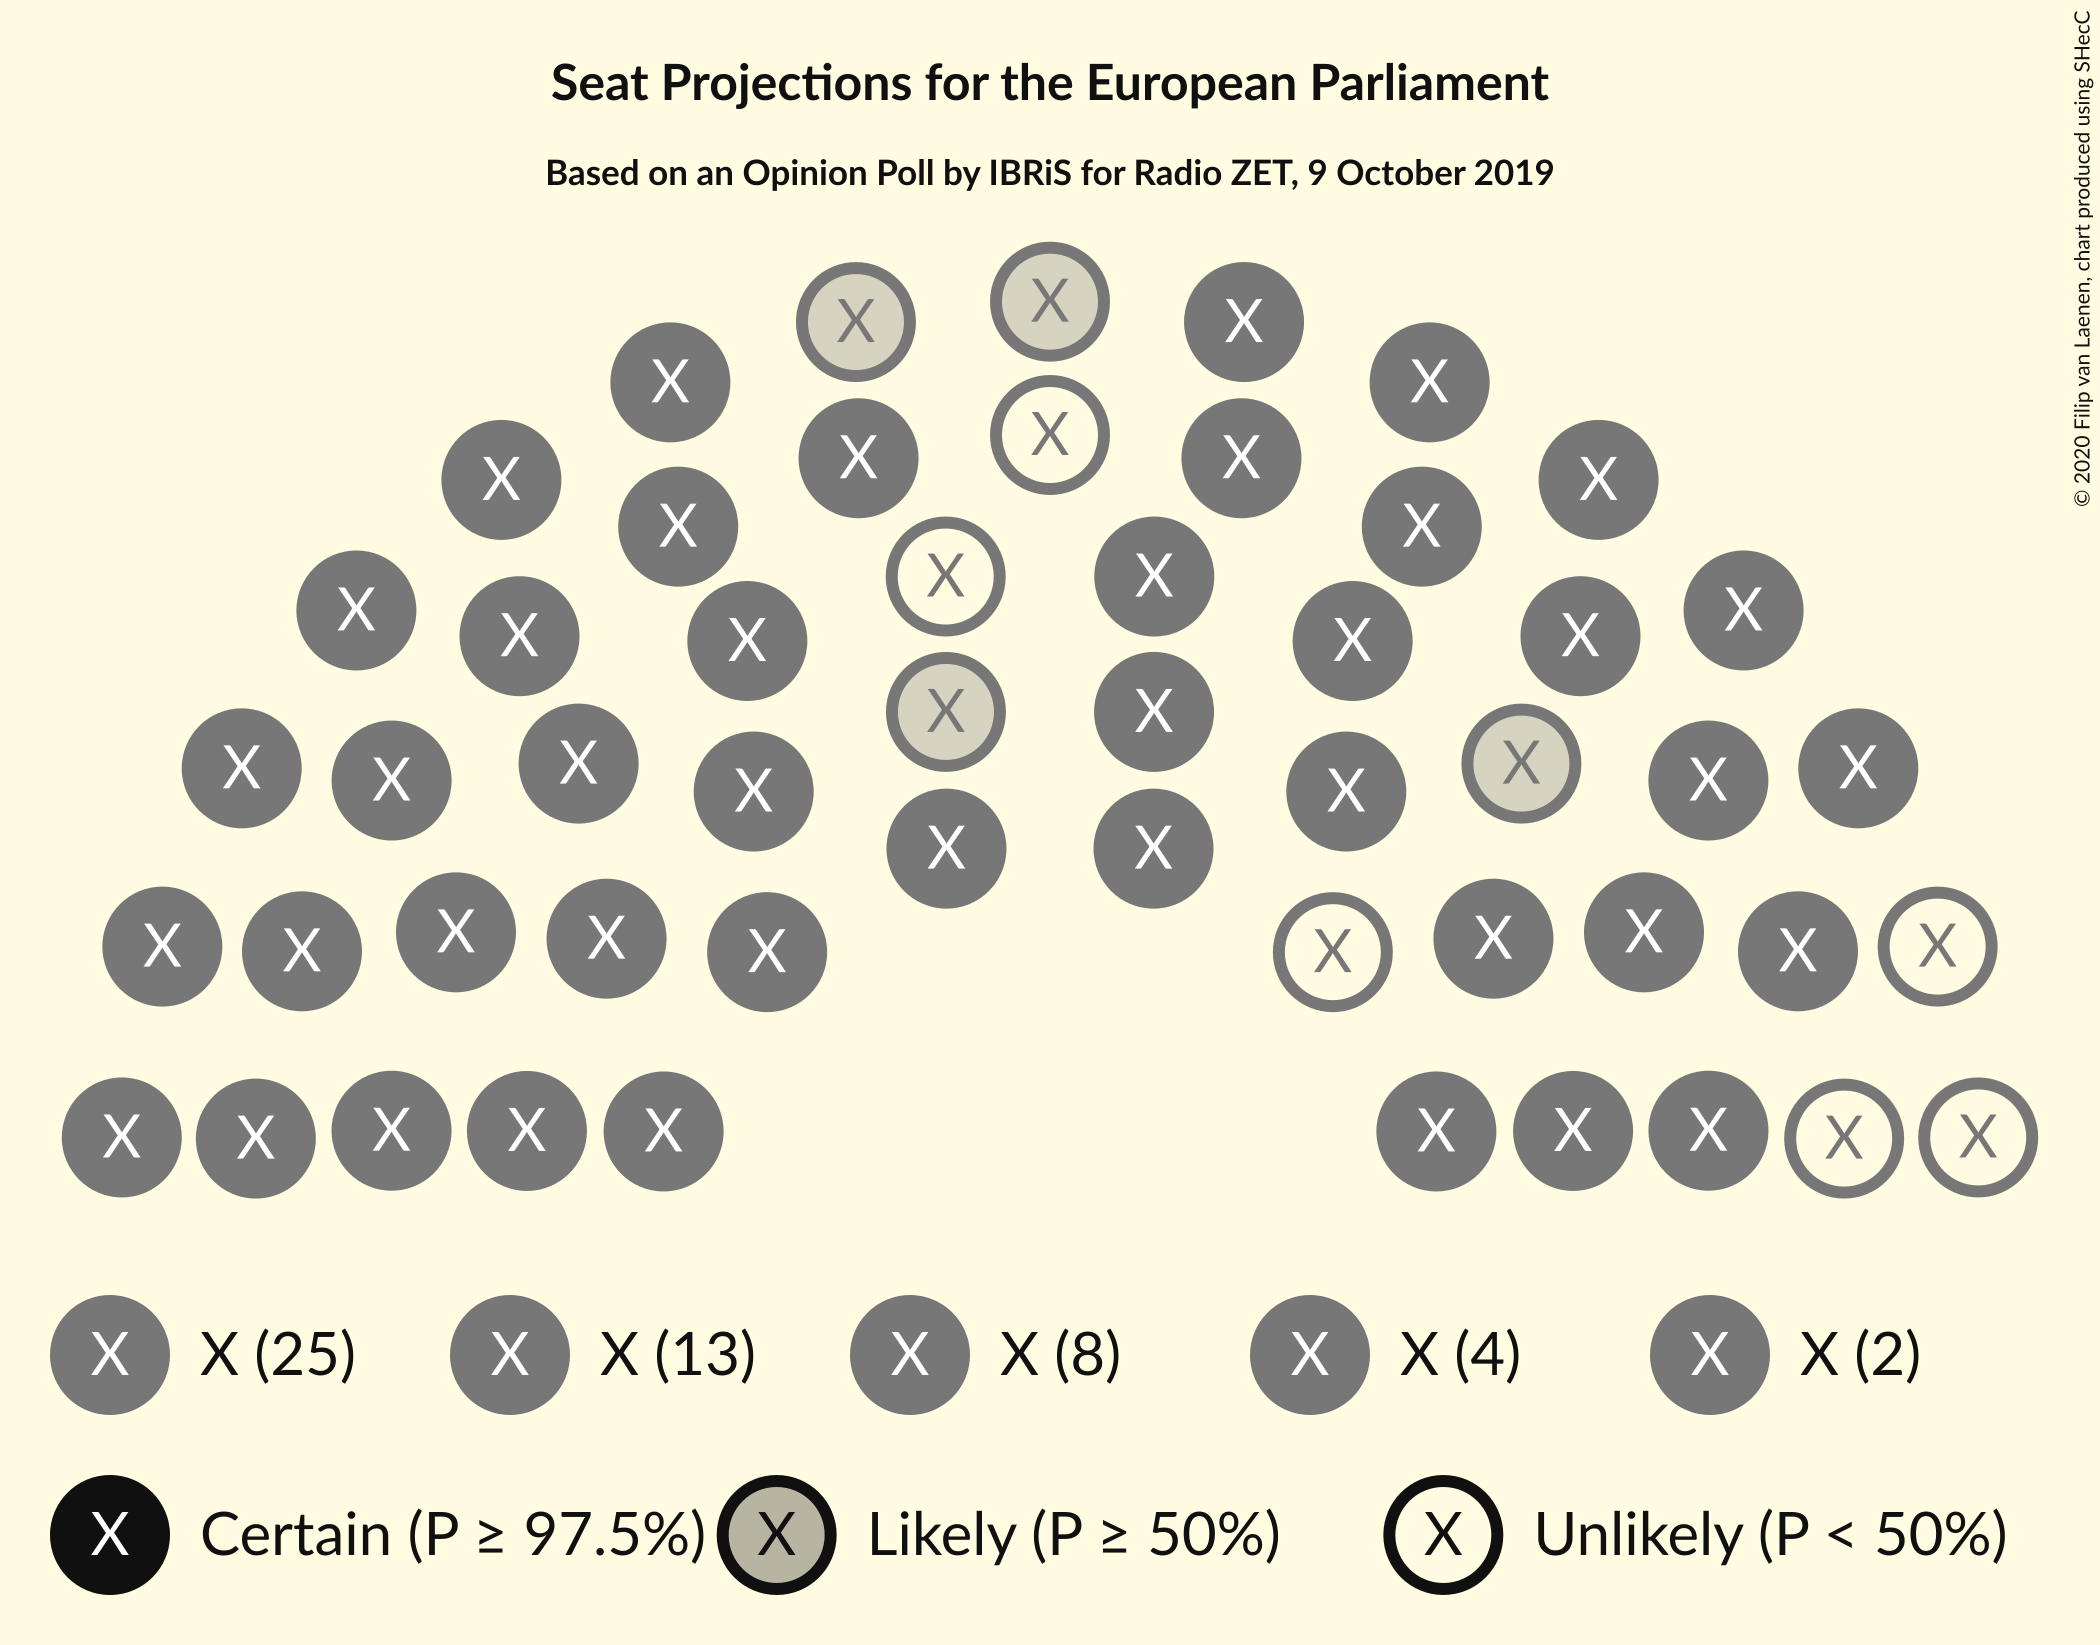 Seat Projections for the European Parliament
Based on an Opinion Poll by IBRiS for Radio ZET, 9 October 2019
© 2020 Filip van Laenen, chart produced using SHecC
X X X
X X
X X X X X
X X
X X X X X X X X
X X
X X X X X X X X
X X
X X X X X X X X X X
X X X X X X X X X X
X X (25) X X (13) X X (8) X X (4) X X (2)
X Certain (P ≥ 97.5%) X Likely (P ≥ 50%) X Unlikely (P < 50%)